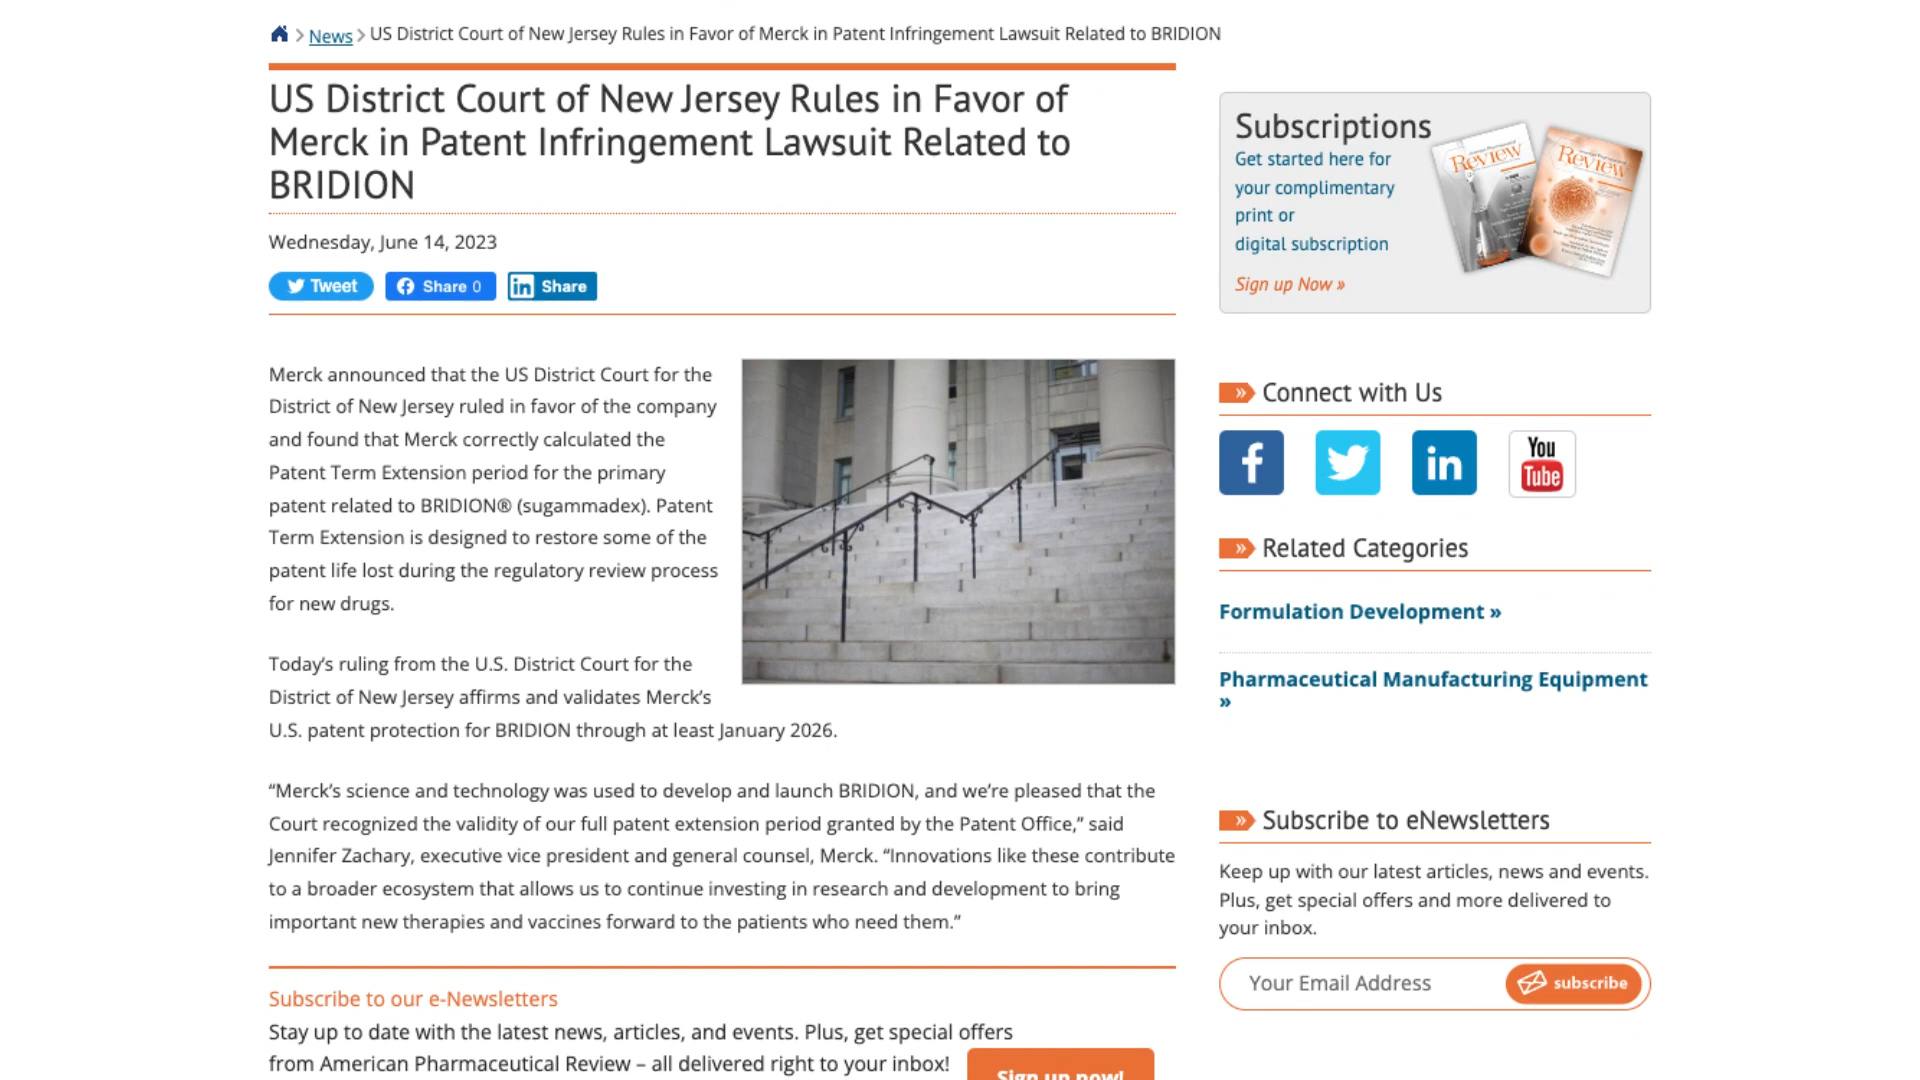 News
US District Court of New Jersey Rules in Favor of Merck in Patent Infringement Lawsuit Related to BRIDION
US District Court of New Jersey Rules in Favor of
Merck in Patent Infringement Lawsuit Related to
BRIDION
Wednesday, June 14, 2023
Tweet
Share 0
in Share
Merck announced that the US District Court for the
District of New Jersey ruled in favor of the company
and found that Merck correctly calculated the
Patent Term Extension period for the primary
patent related to BRIDION® (sugammadex). Patent
Term Extension is designed to restore some of the
patent life lost during the regulatory review process
for new drugs.
Today’s ruling from the U.S. District Court for the
District of New Jersey affirms and validates Merck’s
U.S. patent protection for BRIDION through at least January 2026.
“Merck’s science and technology was used to develop and launch BRIDION, and we’re pleased that the
Court recognized the validity of our full patent extension period granted by the Patent Office,” said
Jennifer Zachary, executive vice president and general counsel, Merck. “Innovations like these contribute
to a broader ecosystem that allows us to continue investing in research and development to bring
important new therapies and vaccines forward to the patients who need them.”
Subscribe to our e-Newsletters
Stay up to date with the latest news, articles, and events. Plus, get special offers
from American Pharmaceutical Review – all delivered right to your inbox!
Sign up now!
Subscriptions
Get started here for
your complimentary
print or
digital subscription
Sign up Now »
Review
Review
» Connect with Us
f
in
You
Tube
» Related Categories
Formulation Development »
Pharmaceutical Manufacturing Equipment
»
» Subscribe to eNewsletters
Keep up with our latest articles, news and events.
Plus, get special offers and more delivered to
your inbox.
Your Email Address
subscribe